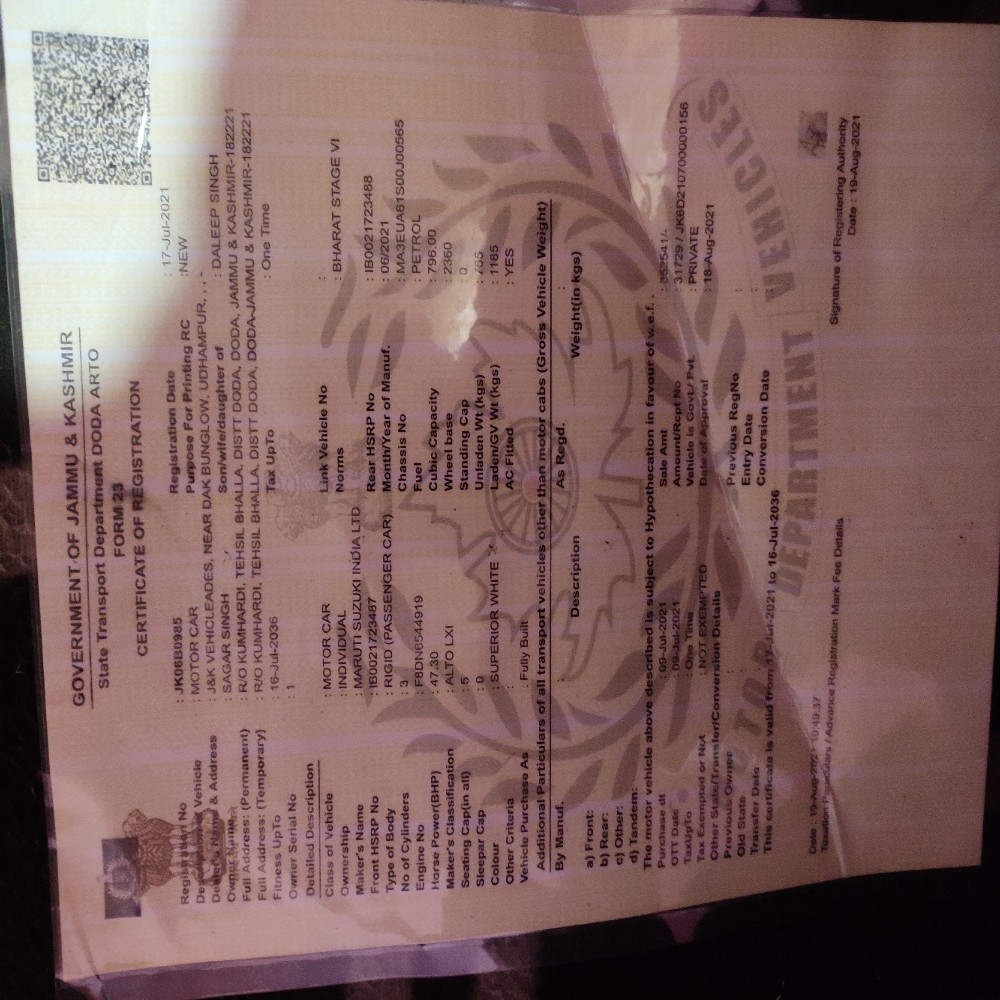 GOVERNMENT OF JAMMU & KASHMIR
State Transport Department DODA ARTO
FORM 23
CERTIFICATE OF REGISTRATION
Registration No : JK06B0985 Registration Date : 17-Jul-2021
Vehicle : MOTOR CAR Purpose For Printing RC :NEW
Dealer's Name & Address : J&K VEHICLEADES, NEAR DAK BUNGLOW, UDHAMPUR, , , -
Owner Name : SAGAR SINGH Son/wife/daughter of : DALEEP SINGH
Full Address: (Permanent) : R/O KUMHARDI, TEHSIL BHALLA, DISTT DODA, DODA, JAMMU & KASHMIR-182221
Full Address: (Temporary) : R/O KUMHARDI, TEHSIL BHALLA, DISTT DODA, DODA-JAMMU & KASHMIR-182221
Fitness UpTo : 16-Jul-2036 Tax UpTo : One Time
Owner Serial No : 1
Detailed Description
Class of Vehicle : MOTOR CAR Link Vehicle No :
Ownership : INDIVIDUAL Norms : BHARAT STAGE VI
Maker's Name : MARUTI SUZUKI INDIA LTD
Front HSRP No : IB0021723487 Rear HSRP No : IB0021723488
Type of Body : RIGID (PASSENGER CAR) Month/Year of Manuf. : 06/2021
No of Cylinders : 3 Chassis No : MA3EUA61S00J00565
Engine No : F8DN6544919 Fuel : PETROL
Horse Power(BHP) : 47.30 Cubic Capacity : 796.00
Maker's Classification : ALTO LXI Wheel base : 2360
Seating Cap(in all) : 5 Standing Cap : 0
Sleepar Cap : 0 Unladen Wt (kgs)
Colour : SUPERIOR WHITE Laden/GV Wt (kgs) : 1185
Other Criteria : AC Fitted : YES
Vehicle Purchase As : Fully Built
Additional Particulars of all transport vehicles other than motor cabs (Gross Vehicle Weight)
By Manuf. As Regd.
Description Weight(in kgs)
a) Front:
b) Rear:
c) Other:
d) Tandem:
The motor vehicle above described is subject to Hypothecation in favour of w.e.f. .
Purchase dt : 09-Jul-2021 Sale Amt
OTT Date : 09-Jul-2021 Amount/Rcpt No : 31729 / JK6D210700000156
TaxUpTo : One Time Vehicle is Govt./ Pvt. : PRIVATE
Tax Exempted or Not : NOT EXEMPTED Date of Approval : 18-Aug-2021
Other State/Transfer/Conversion Details
Previous Owner Previous RegNo :
Old State Entry Date :
Transfer Date Conversion Date
This certificate is valid from 17-Jul-2021 to 16-Jul-2036
MOTOR VEHICLES DEPARTMENT
Date : 19-Aug-2021 10:49:37
Taxation Particulars / Advance Registration Mark Fee Details
Signature of Registering Authority
Date : 19-Aug-2021